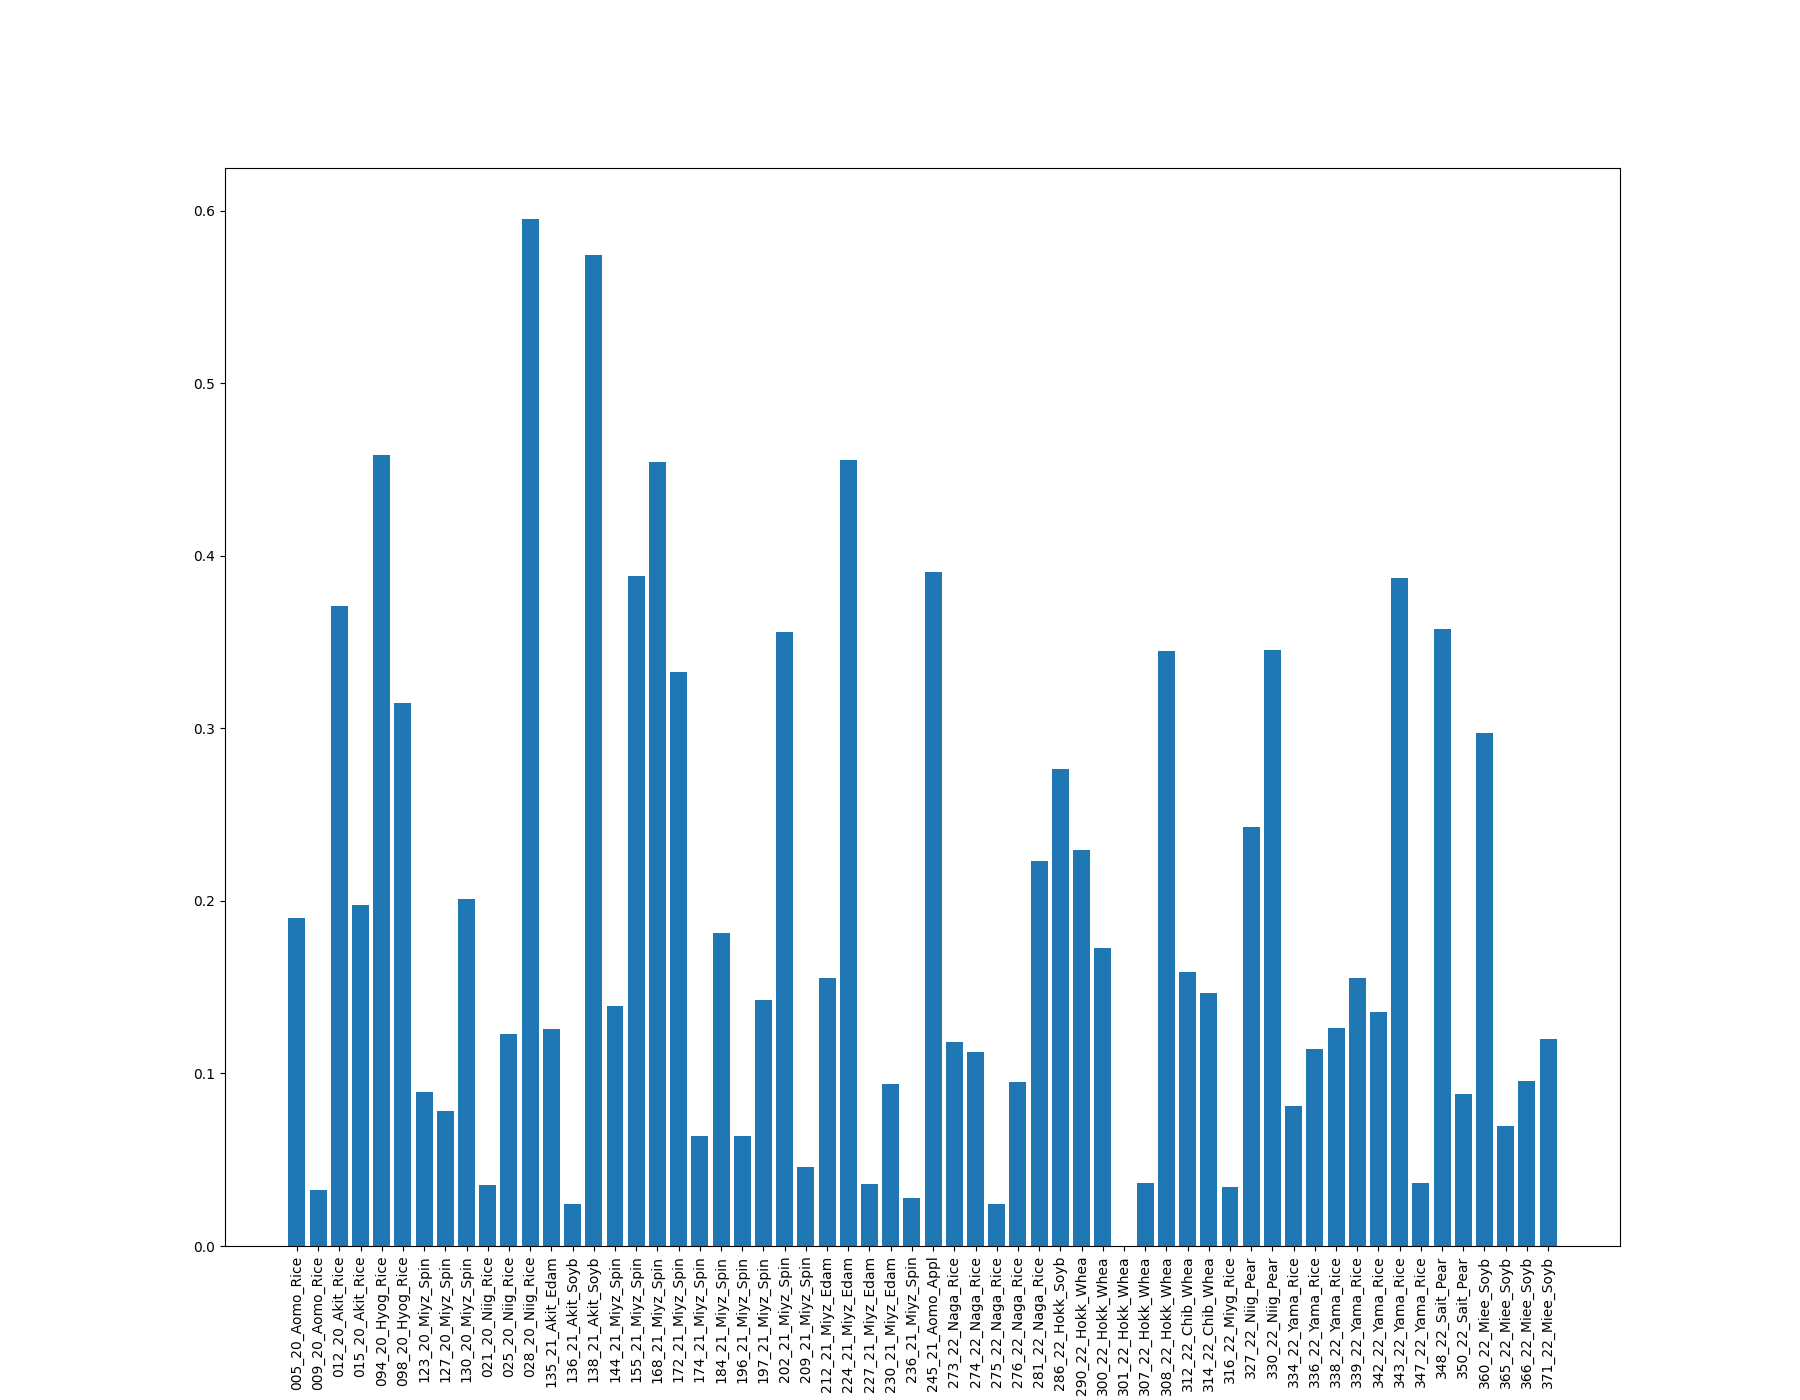 0.6
0.5
0.4
0.3
0.2
0.1
0.0
005_20_Aomo_Rice
009_20_Aomo_Rice
012_20_Akit_Rice
015_20_Akit_Rice
094_20_Hyog_Rice
098_20_Hyog_Rice
123_20_Miyz_Spin
127_20_Miyz_Spin
130_20_Miyz_Spin
021_20_Niig_Rice
025_20_Niig_Rice
028_20_Niig_Rice
135_21_Akit_Edam
136_21_Akit_Soyb
138_21_Akit_Soyb
144_21_Miyz_Spin
155_21_Miyz_Spin
168_21_Miyz_Spin
172_21_Miyz_Spin
174_21_Miyz_Spin
184_21_Miyz_Spin
196_21_Miyz_Spin
197_21_Miyz_Spin
202_21_Miyz_Spin
209_21_Miyz_Spin
212_21_Miyz_Edam
224_21_Miyz_Edam
227_21_Miyz_Edam
230_21_Miyz_Edam
236_21_Miyz_Spin
245_21_Aomo_Appl
273_22_Naga_Rice
274_22_Naga_Rice
275_22_Naga_Rice
276_22_Naga_Rice
281_22_Naga_Rice
286_22_Hokk_Soyb
290_22_Hokk_Whea
300_22_Hokk_Whea
301_22_Hokk_Whea
307_22_Hokk_Whea
308_22_Hokk_Whea
312_22_Chib_Whea
314_22_Chib_Whea
316_22_Miyg_Rice
327_22_Niig_Pear
330_22_Niig_Pear
334_22_Yama_Rice
336_22_Yama_Rice
338_22_Yama_Rice
339_22_Yama_Rice
342_22_Yama_Rice
343_22_Yama_Rice
347_22_Yama_Rice
348_22_Sait_Pear
350_22_Sait_Pear
360_22_Miee_Soyb
365_22_Miee_Soyb
366_22_Miee_Soyb
371_22_Miee_Soyb